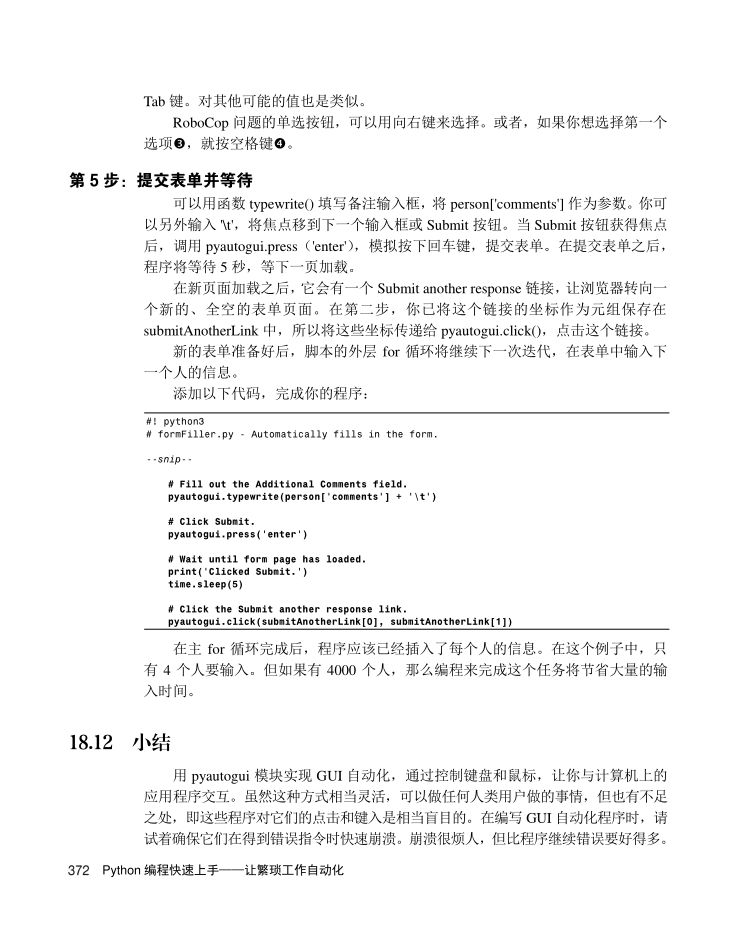 Tab 键。对其他可能的值也是类似。
RoboCop 问题的单选按钮，可以用向右键来选择。或者，如果你想选择第一个
选项❸，就按空格键❹。
第 5 步：提交表单并等待
可以用函数 typewrite() 填写备注输入框，将 person['comments'] 作为参数。你可
以另外输入 '\t'，将焦点移到下一个输入框或 Submit 按钮。当 Submit 按钮获得焦点
后，调用 pyautogui.press（'enter'），模拟按下回车键，提交表单。在提交表单之后，
程序将等待 5 秒，等下一页加载。
在新页面加载之后，它会有一个 Submit another response 链接，让浏览器转向一
个新的、全空的表单页面。在第二步，你已将这个链接的坐标作为元组保存在
submitAnotherLink 中，所以将这些坐标传递给 pyautogui.click()，点击这个链接。
新的表单准备好后，脚本的外层 for 循环将继续下一次迭代，在表单中输入下
一个人的信息。
添加以下代码，完成你的程序：
#! python3
# formFiller.py - Automatically fills in the form.
--snip--
# Fill out the Additional Comments field.
pyautogui.typewrite(person['comments'] + '\t')
# Click Submit.
pyautogui.press('enter')
# Wait until form page has loaded.
print('Clicked Submit.')
time.sleep(5)
# Click the Submit another response link.
pyautogui.click(submitAnotherLink[0], submitAnotherLink[1])
在主 for 循环完成后，程序应该已经插入了每个人的信息。在这个例子中，只
有 4 个人要输入。但如果有 4000 个人，那么编程来完成这个任务将节省大量的输
入时间。
18.12 小结
用 pyautogui 模块实现 GUI 自动化，通过控制键盘和鼠标，让你与计算机上的
应用程序交互。虽然这种方式相当灵活，可以做任何人类用户做的事情，但也有不足
之处，即这些程序对它们的点击和键入是相当盲目的。在编写 GUI 自动化程序时，请
试着确保它们在得到错误指令时快速崩溃。崩溃很烦人，但比程序继续错误要好得多。
372 Python 编程快速上手——让繁琐工作自动化